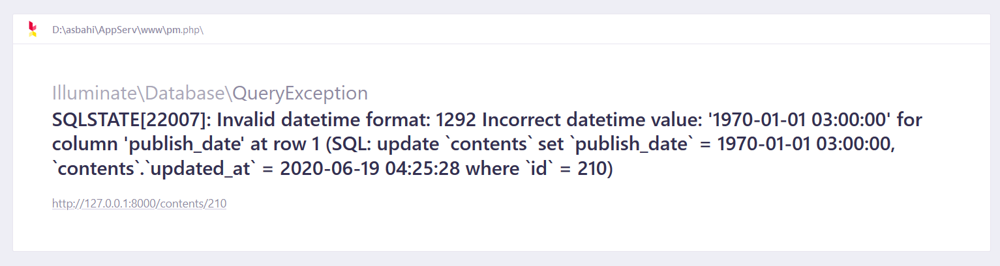 D:\asbahi\AppServ\www\pm.php\
Illuminate\Database\QueryException
SQLSTATE[22007]: Invalid datetime format: 1292 Incorrect datetime value: '1970-01-01 03:00:00' for
column 'publish_date' at row 1 (SQL: update `contents` set `publish_date` = 1970-01-01 03:00:00,
`contents`.`updated_at` = 2020-06-19 04:25:28 where `id` = 210)
http://127.0.0.1:8000/contents/210